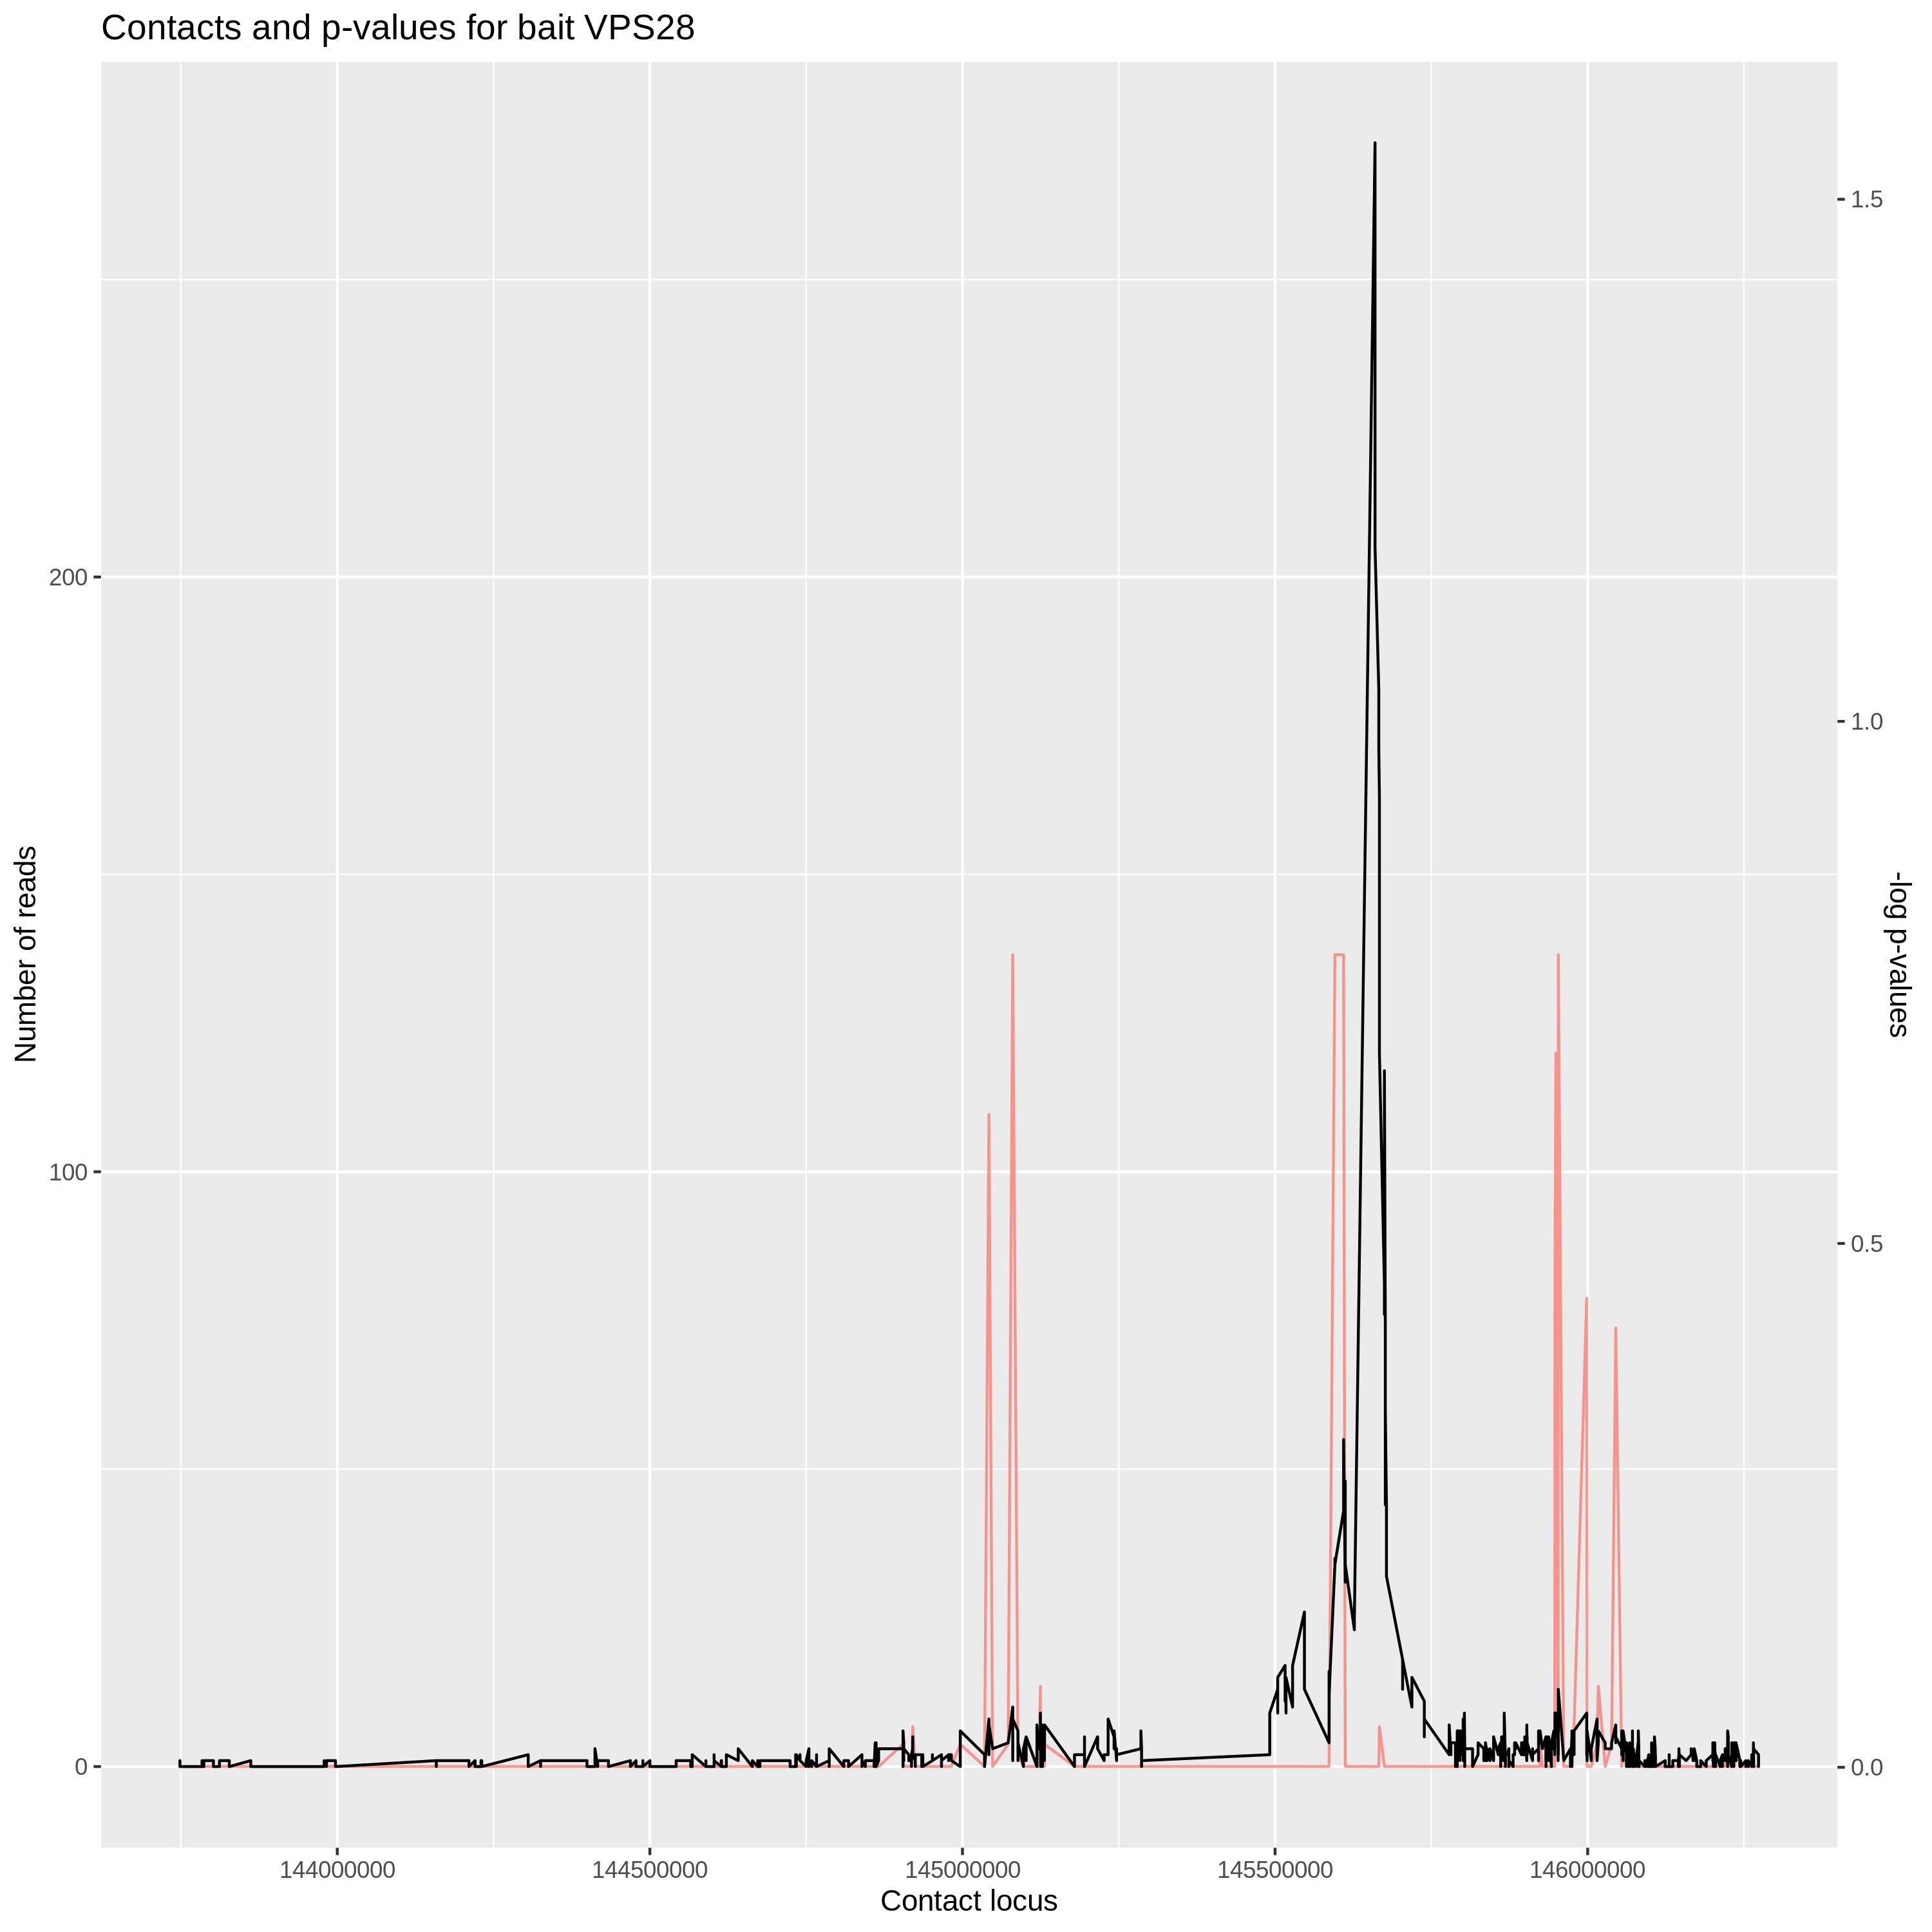 Contacts and p-values for bait VPS28
Number of reads
200
100
0
1.5
1.0
0.5
0.0
-log p-values
144000000 144500000 145000000 145500000 146000000
Contact locus